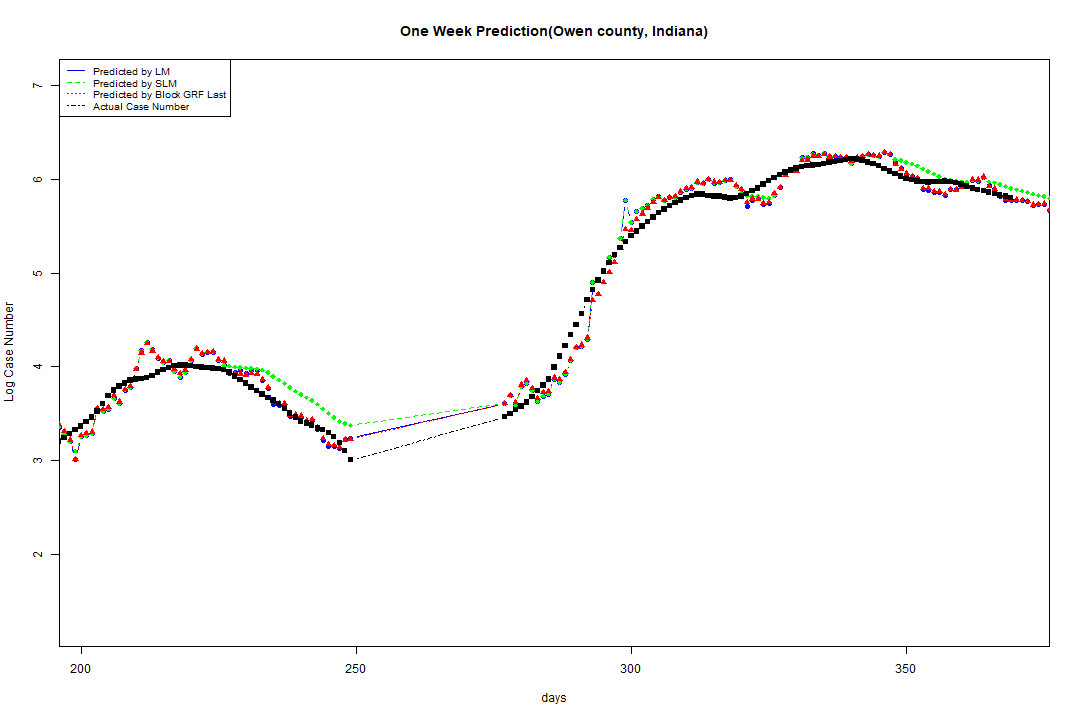 One Week Prediction(Owen county, Indiana)
Predicted by LM
Predicted by SLM
Predicted by Block GRF Last
Actual Case Number
7
6
5
4
3
2
Log Case Number
200 250 300 350
days